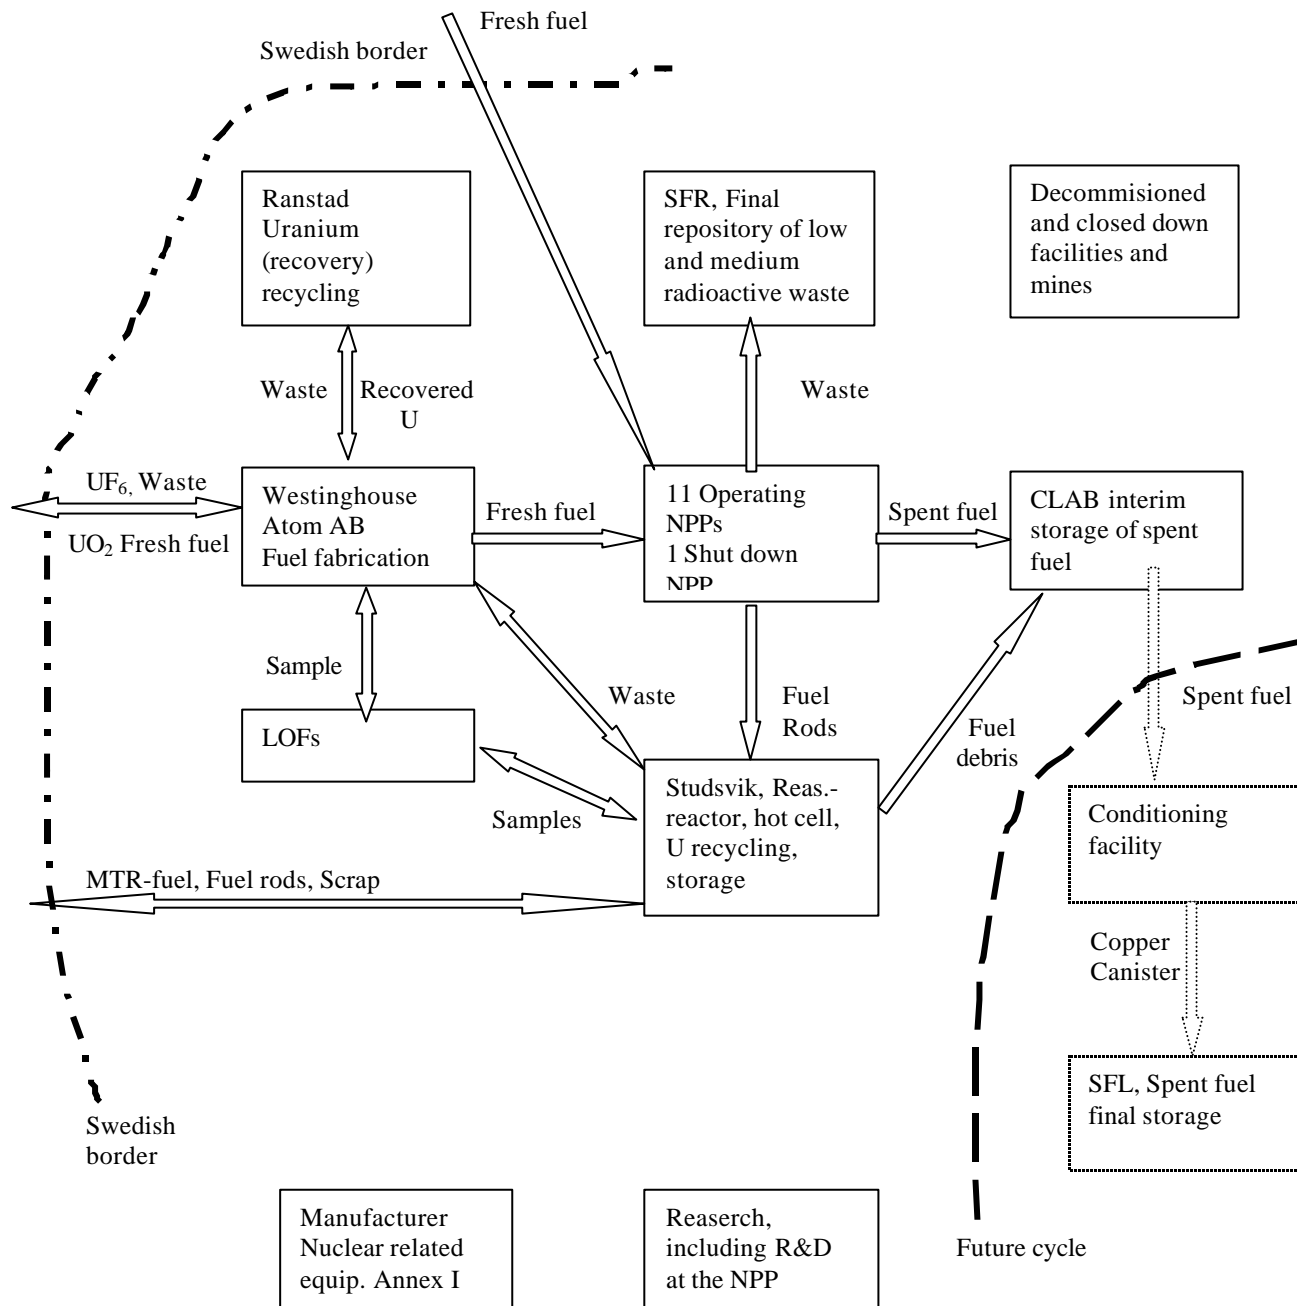 Fresh fuel
Swedish border
Ranstad
Uranium
(recovery)
recycling
SFR, Final
repository of low
and medium
radioactive waste
Decommisioned
and closed down
facilities and
mines
Waste
Recovered
U
Waste
UF₆, Waste
UO₂ Fresh fuel
Westinghouse
Atom AB
Fuel fabrication
Fresh fuel
11 Operating
NPPs
1 Shut down
NPP
Spent fuel
CLAB interim
storage of spent
fuel
Sample
Waste
Fuel
Rods
Fuel
debris
Spent fuel
LOFs
Samples
Studsvik, Reas.-
reactor, hot cell,
U recycling,
storage
Conditioning
facility
MTR-fuel, Fuel rods, Scrap
Copper
Canister
SFL, Spent fuel
final storage
Swedish
border
Manufacturer
Nuclear related
equip. Annex I
Reaserch,
including R&D
at the NPP
Future cycle